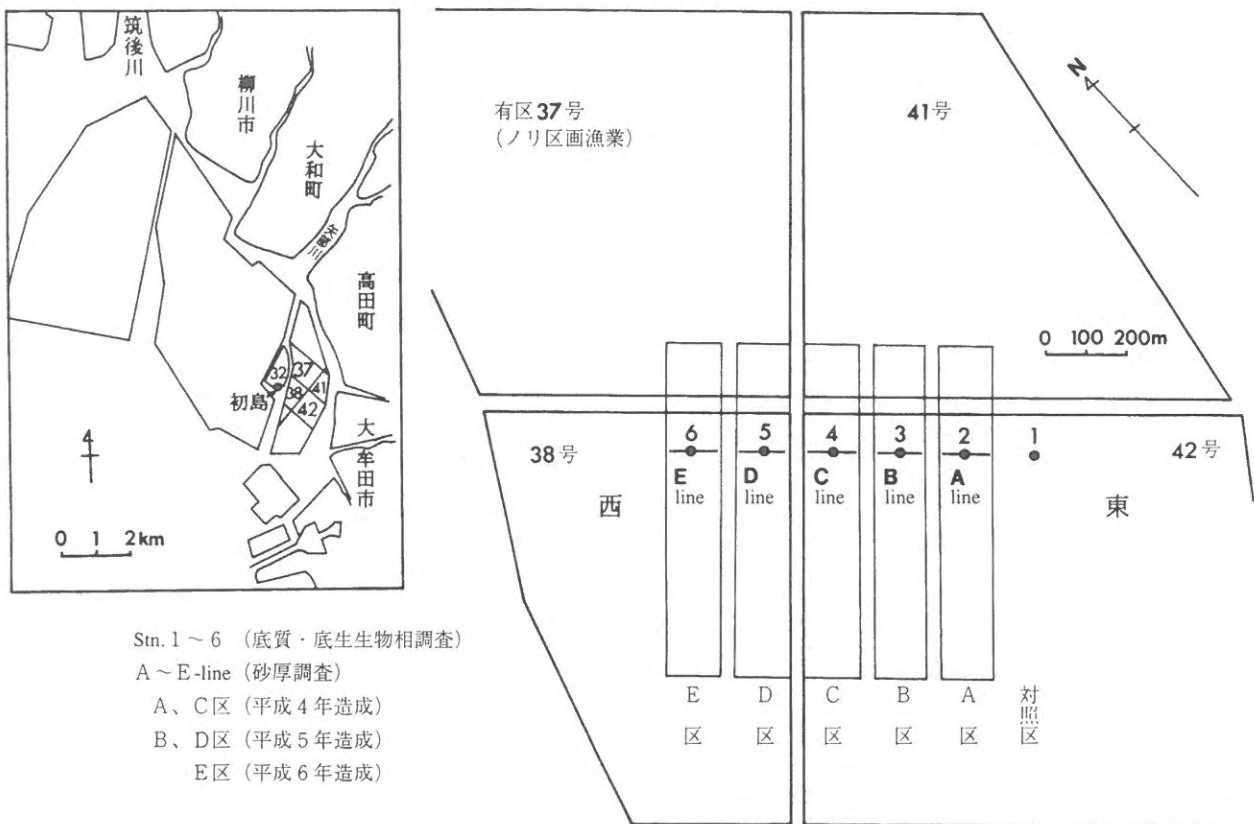 筑後川
柳川市
大和町
矢部川
高田町
大牟田市
初島
32
37
38
41
42
4
0 1 2km
有区37号
(ノリ区画漁業)
41号
N
0 100 200m
38号
42号
西
東
6 5 4 3 2 1
E D C B A
line line line line line
E区
D区
C区
B区
A区
対照区
Stn. 1～6 (底質・底生生物相調査)
A～E-line (砂厚調査)
A、C区 (平成4年造成)
B、D区 (平成5年造成)
E区 (平成6年造成)